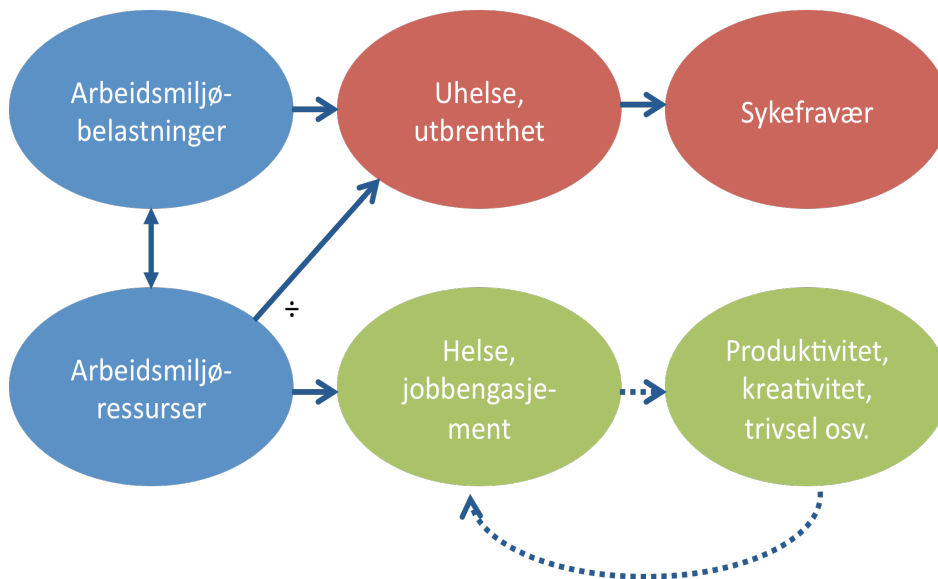 Arbeidsmiljø-
belastninger
Uhelse,
utbrenthet
Sykefravær
÷
Arbeidsmiljø-
ressurser
Helse,
jobbengasje-
ment
Produktivitet,
kreativitet,
trivsel osv.